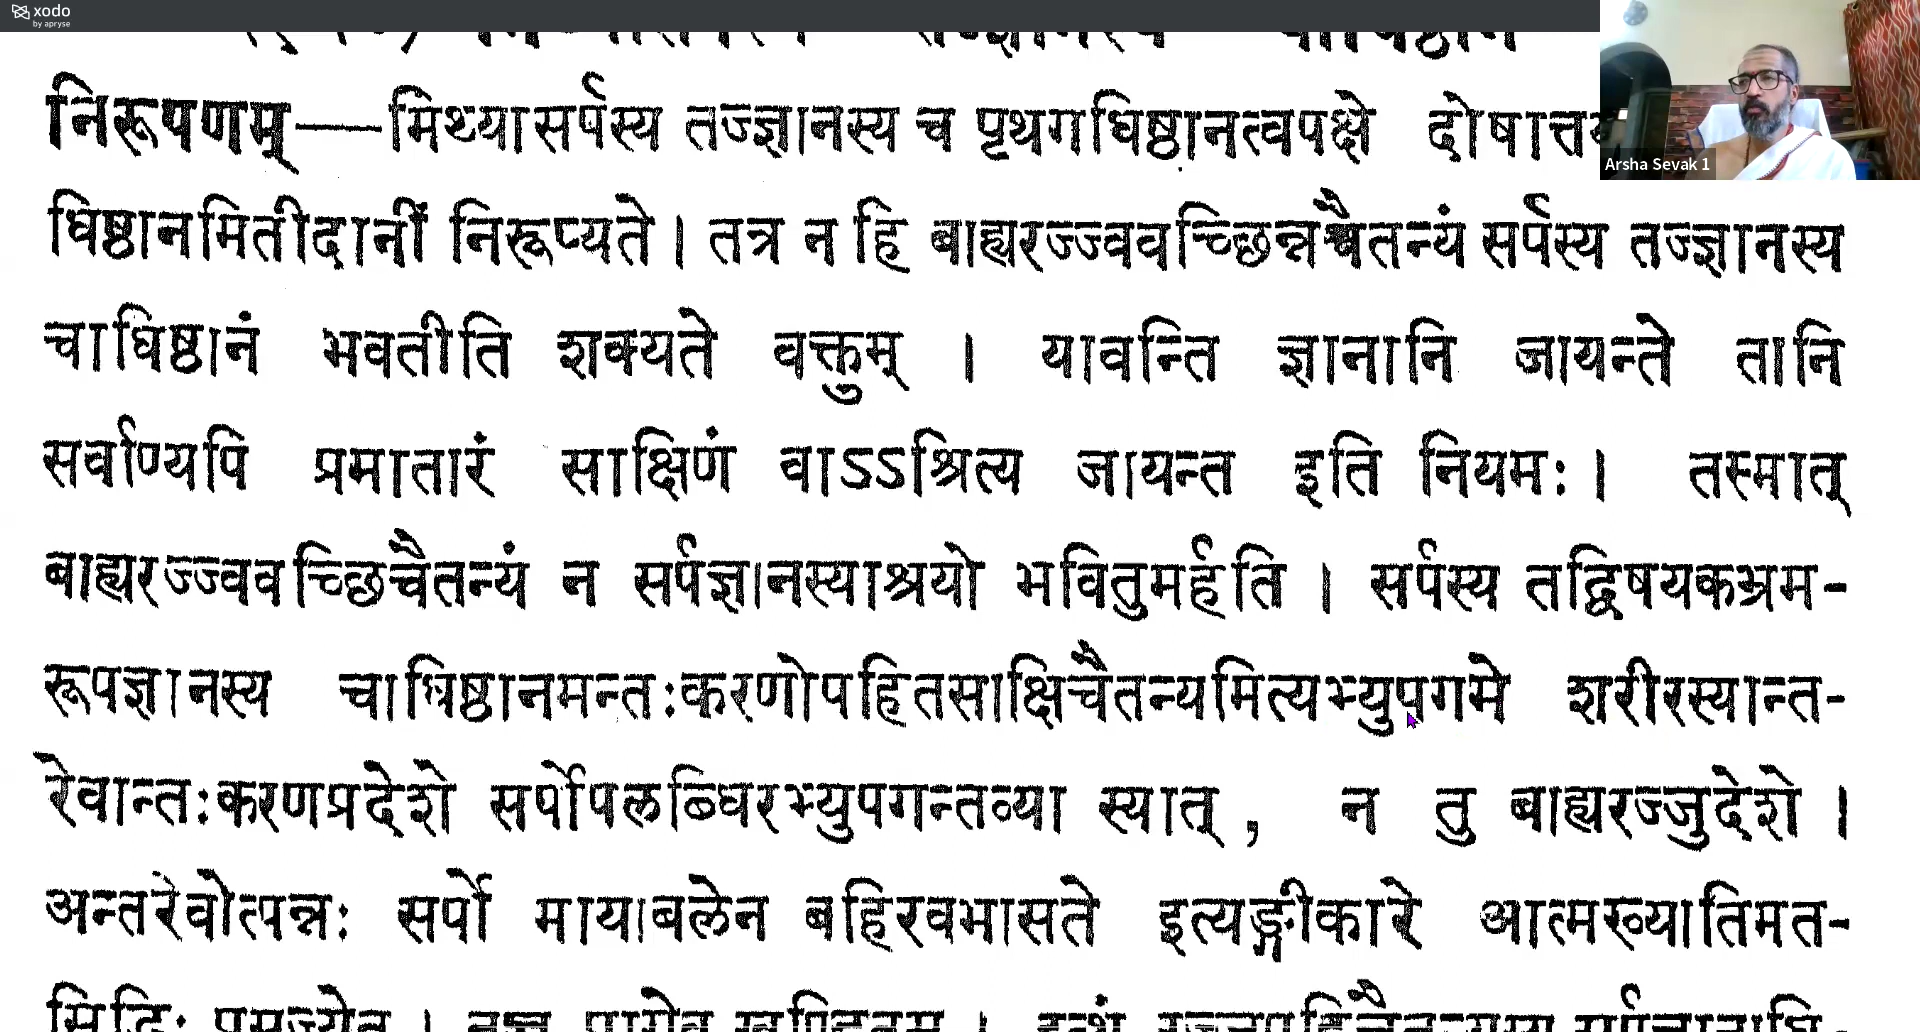 xodo
by apryse
निरूपणम्——मिथ्यासर्पस्य तज्ज्ञानस्य च पृथगधिष्ठानत्वपक्षे
Arsha Sevak 1
धिष्ठानमितीदानीं निरूप्यते । तत्र न हि बाह्यरज्ज्ववच्छिन्नचैतन्यं सर्पस्य तज्ज्ञानस्य
चाधिष्ठानं भवतीति शक्यते वक्तुम् । यावन्ति ज्ञानानि जायन्ते तानि
सर्वाण्यपि प्रमातारं साक्षिणं वाऽऽश्रित्य जायन्त इति नियमः । तस्मात्
बाह्यरज्ज्ववच्छिचैतन्यं न सर्पज्ञानस्याश्रयो भवितुमर्हति । सर्पस्य तद्विषयकभ्रम-
रूपज्ञानस्य चाधिष्ठानमन्तःकरणोपहितसाक्षिचैतन्यमित्यभ्युपगमे शरीरस्यान्त-
रेवान्तःकरणप्रदेशे सर्पोपलब्धिरभ्युपगन्तव्या स्यात् , न तु बाह्यरज्जुदेशे ।
अन्तरेवोत्पन्नः सर्पो मायाबलेन बहिरवभासते इत्यङ्गीकारे आत्मख्यातिमत-